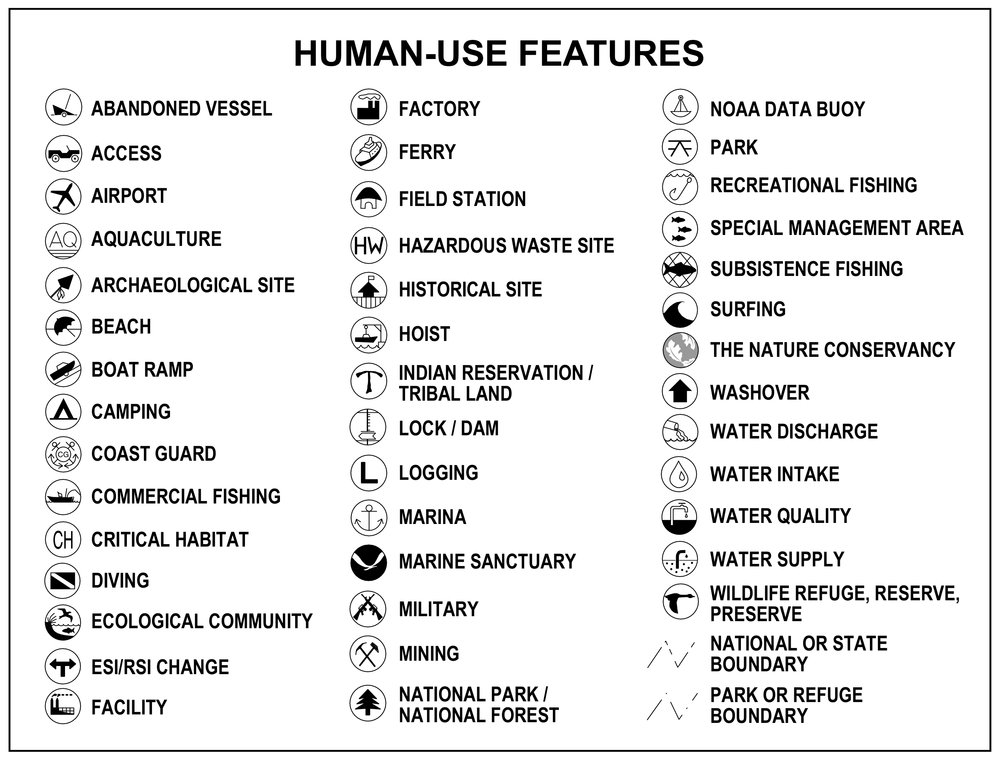 HUMAN-USE FEATURES
ABANDONED VESSEL
ACCESS
AIRPORT
AQ
AQUACULTURE
ARCHAEOLOGICAL SITE
BEACH
BOAT RAMP
CAMPING
CG
COAST GUARD
COMMERCIAL FISHING
CH
CRITICAL HABITAT
DIVING
ECOLOGICAL COMMUNITY
ESI/RSI CHANGE
FACILITY
FACTORY
FERRY
FIELD STATION
HW
HAZARDOUS WASTE SITE
HISTORICAL SITE
HOIST
INDIAN RESERVATION /
TRIBAL LAND
LOCK / DAM
L
LOGGING
MARINA
MARINE SANCTUARY
MILITARY
MINING
NATIONAL PARK /
NATIONAL FOREST
NOAA DATA BUOY
PARK
RECREATIONAL FISHING
SPECIAL MANAGEMENT AREA
SUBSISTENCE FISHING
SURFING
THE NATURE CONSERVANCY
WASHOVER
WATER DISCHARGE
WATER INTAKE
WATER QUALITY
WATER SUPPLY
WILDLIFE REFUGE, RESERVE,
PRESERVE
NATIONAL OR STATE
BOUNDARY
PARK OR REFUGE
BOUNDARY